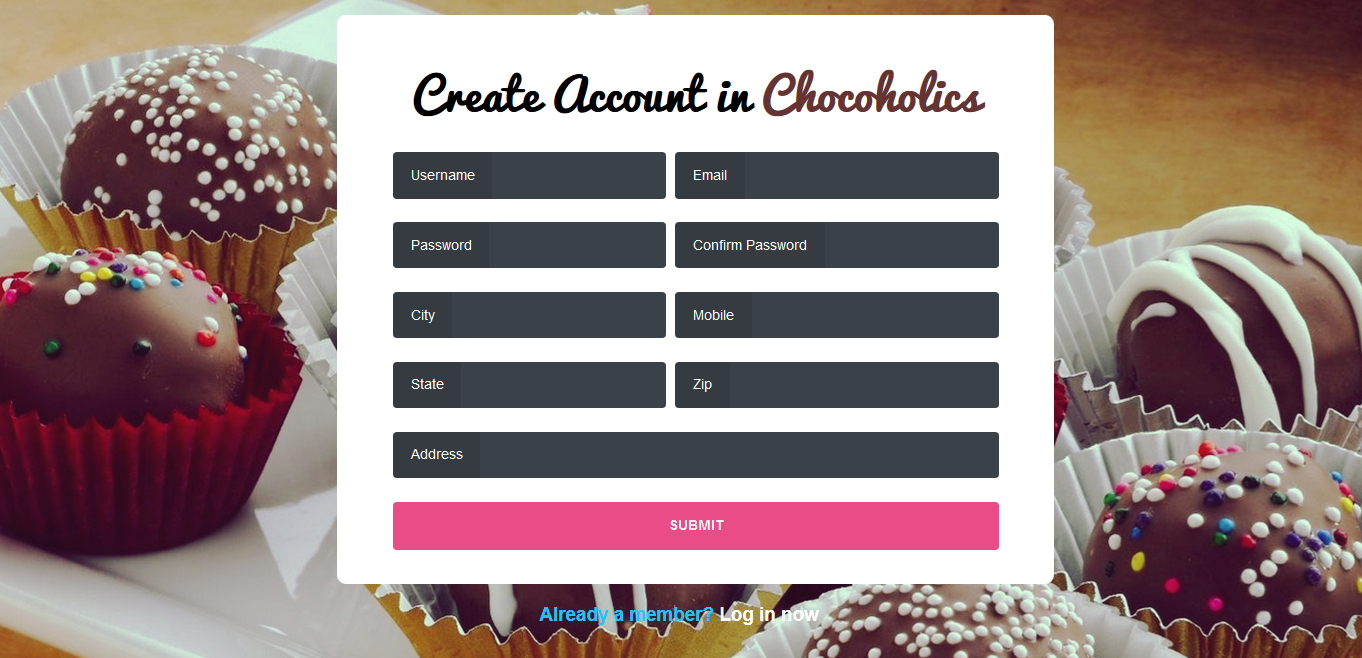 Create Account in Chocoholics
Username Email
Password Confirm Password
City Mobile
State Zip
Address
SUBMIT
Already a member? Log in now